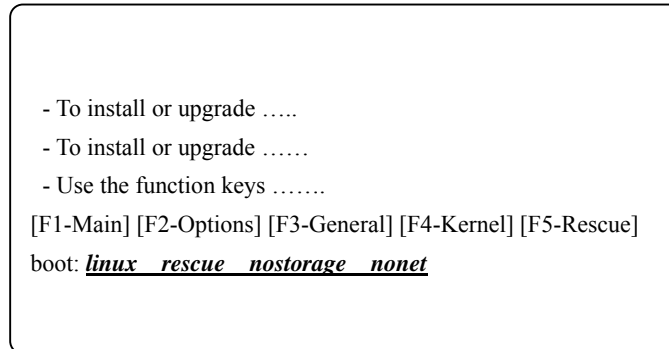 - To install or upgrade …..
- To install or upgrade ……
- Use the function keys …….
[F1-Main] [F2-Options] [F3-General] [F4-Kernel] [F5-Rescue]
boot: linux rescue nostorage nonet